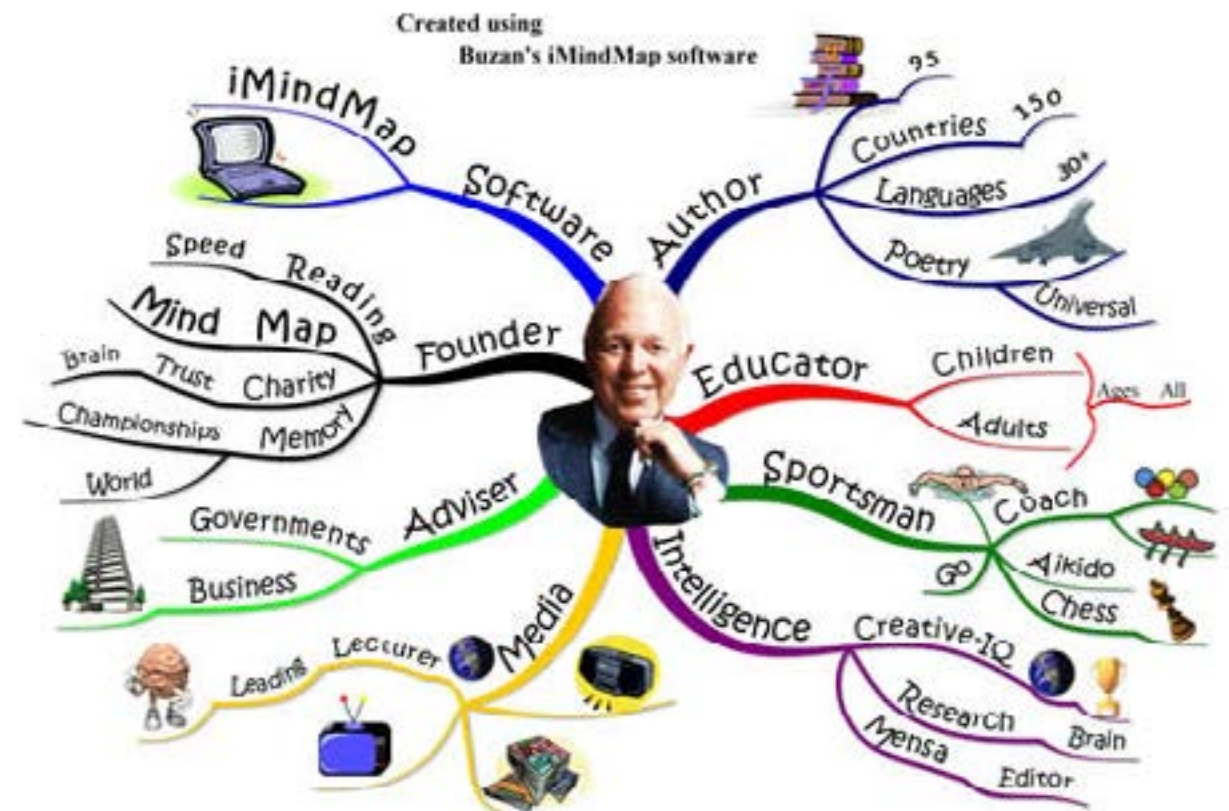 Created using
Buzan's iMindMap software
iMindMap
Software
Author
95
Countries 150
Languages 30+
Poetry
Universal
Educator
Children
Adults
Ages All
Sportsman
Coach
Aikido
Chess
Go
Intelligence
Creative-IQ
Research
Brain
Mensa
Editor
Media
Lecturer
Leading
Adviser
Governments
Business
Founder
Speed Reading
Mind Map
Brain Trust Charity
Championships Memory
World